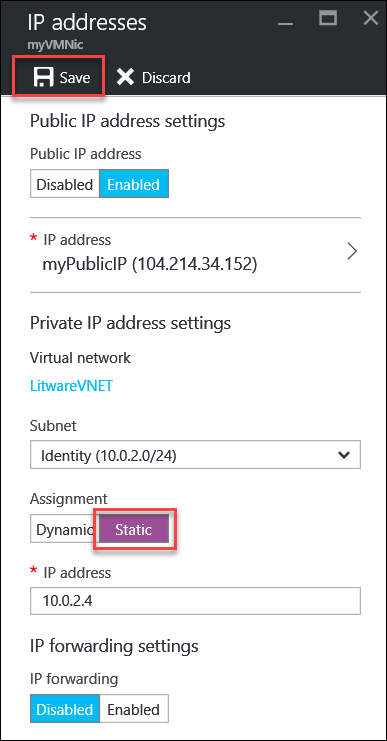 IP addresses
myVMNic
Save Discard
Public IP address settings
Public IP address
Disabled Enabled
* IP address
myPublicIP (104.214.34.152)
Private IP address settings
Virtual network
LitwareVNET
Subnet
Identity (10.0.2.0/24)
Assignment
Dynamic Static
* IP address
10.0.2.4
IP forwarding settings
IP forwarding
Disabled Enabled